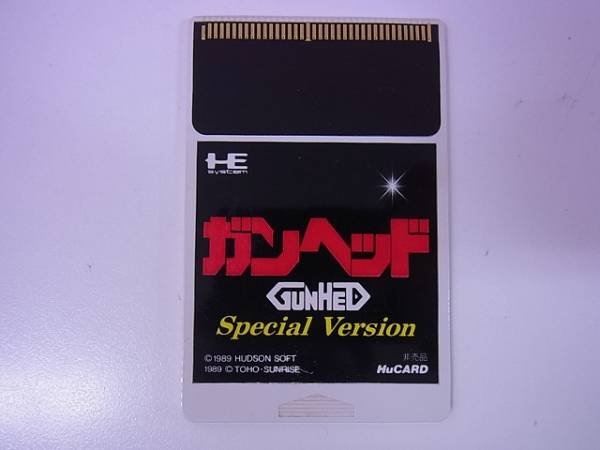 HE
system
ガンヘッド
GUNHED
Special Version
©1989 HUDSON SOFT
1989 © TOHO·SUNRISE
非売品
HuCARD